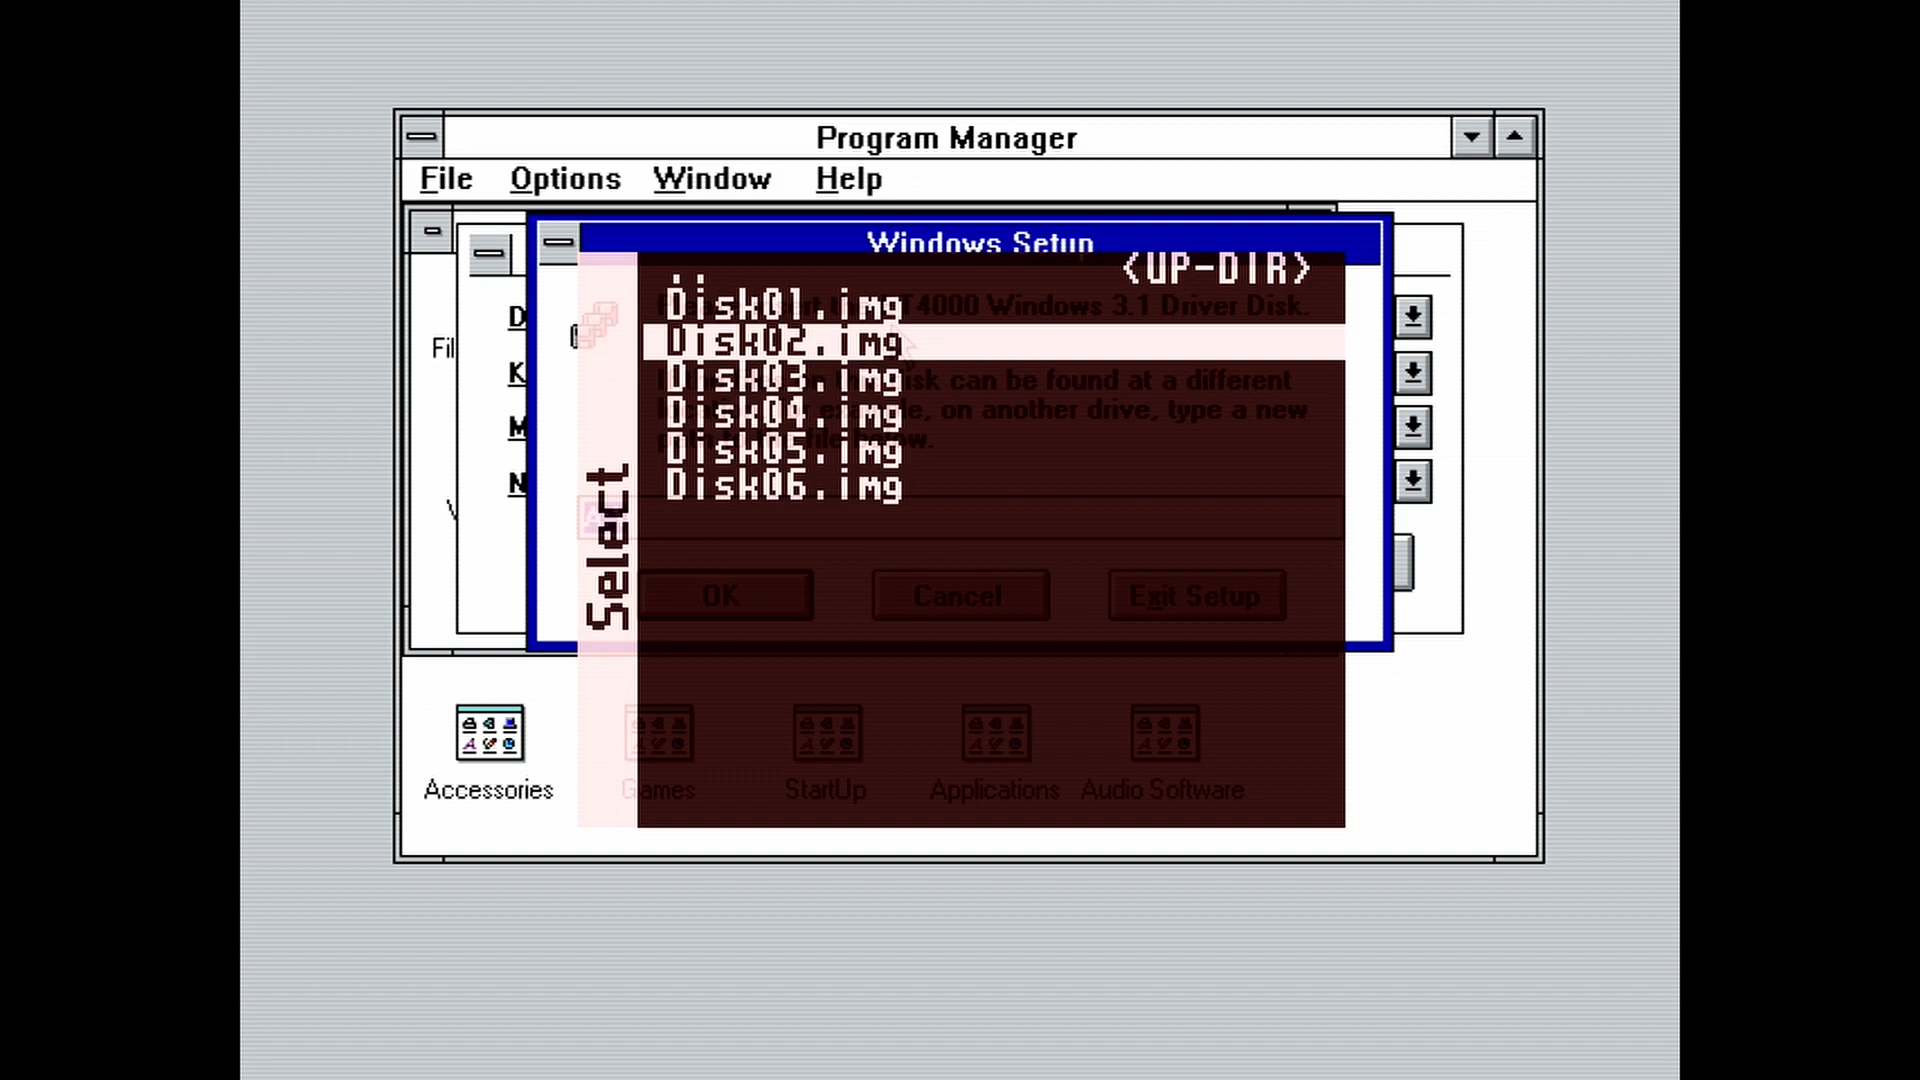 Program Manager
File Options Window Help
Windows Setup
<UP-DIR>
..
Disk01.img
4000 Windows 3.1 Driver Disk.
Disk02.img
Disk03.img
can be found at a different
Disk04.img
, on another drive, type a new
Disk05.img
Disk06.img
Fil
D
K
M
N
Select
OK Cancel Exit Setup
Accessories Games StartUp Applications Audio Software